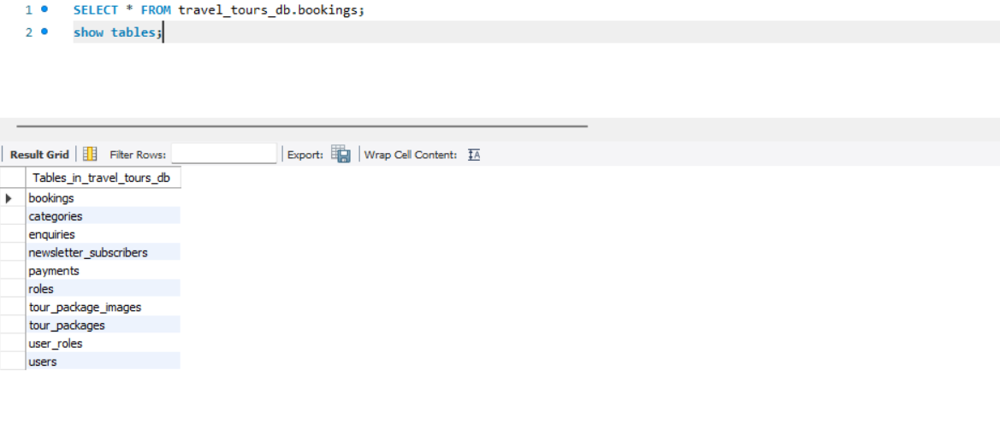 1 SELECT * FROM travel_tours_db.bookings;
2 show tables;
Result Grid Filter Rows: Export: Wrap Cell Content: IA
Tables_in_travel_tours_db
bookings
categories
enquiries
newsletter_subscribers
payments
roles
tour_package_images
tour_packages
user_roles
users